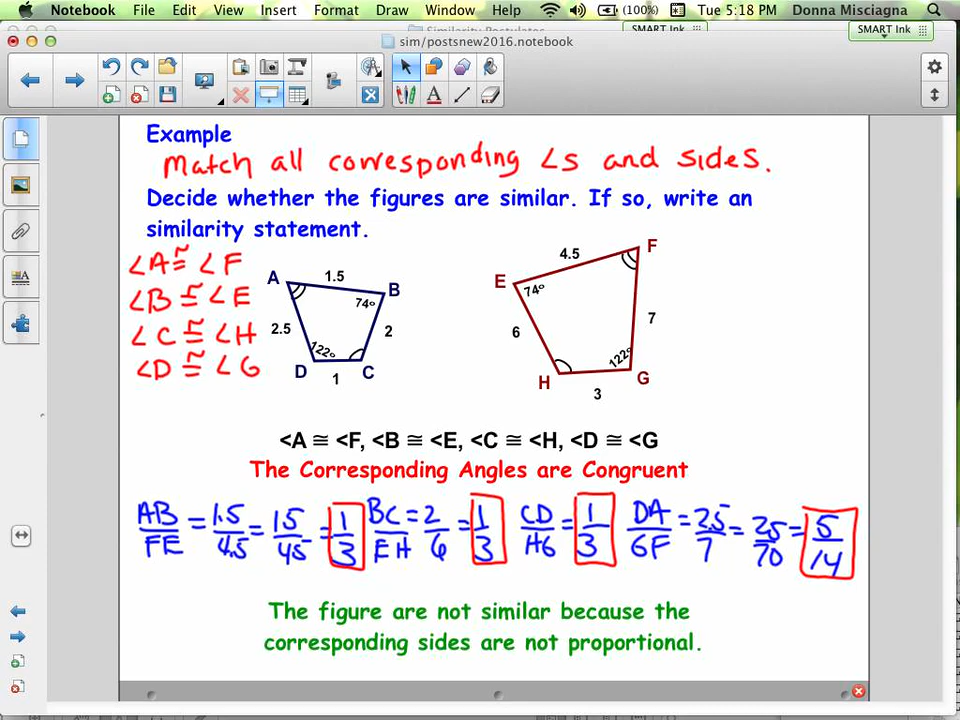 Notebook File Edit View Insert Format Draw Window Help (100%) Tue 5:18 PM Donna Misciagna
Similarity Postulates
SMART Ink
SMART Ink
sim/postsnew2016.notebook
Example
Match all corresponding ∠s and sides.
Decide whether the figures are similar. If so, write an
similarity statement.
∠A ≅ ∠F
∠B ≅ ∠E
∠C ≅ ∠H
∠D ≅ ∠G
A 1.5 B
74°
2.5 2
122°
D 1 C
4.5 F
E 74°
6 7
122°
H 3 G
<A ≅ <F, <B ≅ <E, <C ≅ <H, <D ≅ <G
The Corresponding Angles are Congruent
AB/FE = 1.5/4.5 = 15/45 = 1/3 BC/EH = 2/6 = 1/3 CD/HG = 1/3 DA/GF = 2.5/7 = 25/70 = 5/14
The figure are not similar because the
corresponding sides are not proportional.